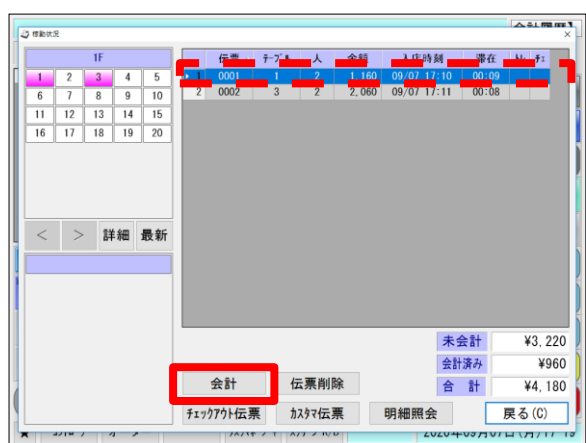 稼動状況
×
1F
伝票 ﾃｰﾌﾞﾙ 人 金額 入店時刻 滞在 ﾁｪ
1 0001 1 2 1,160 09/07 17:10 00:09
2 0002 3 2 2,060 09/07 17:11 00:08
1 2 3 4 5
6 7 8 9 10
11 12 13 14 15
16 17 18 19 20
< > 詳細 最新
未会計 ¥3,220
会計済み ¥960
合 計 ¥4,180
会計 伝票削除
ﾁｪｯｸｱｳﾄ伝票 ｶｽﾀﾏ伝票 明細照会 戻る(C)